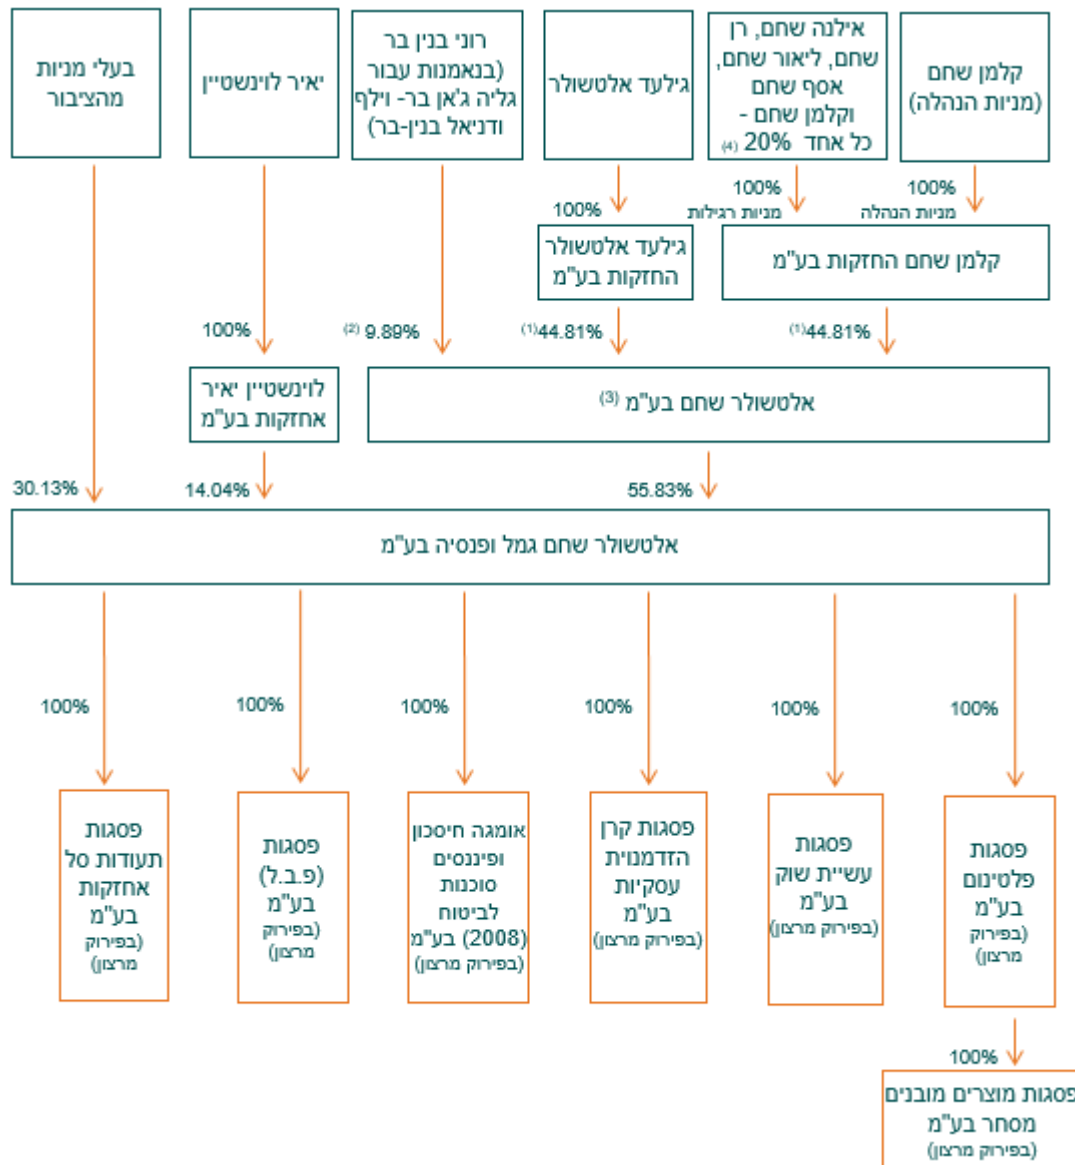 קלמן שחם
(מניות הנהלה)
אילנה שחם, רן
שחם, ליאור שחם,
אסף שחם
וקלמן שחם -
כל אחד 20% (4)
גילעד אלטשולר
רוני בנין בר
(בנאמנות עבור
גליה ג'אן בר- וילף
ודניאל בנין-בר)
יאיר לוינשטיין
בעלי מניות
מהציבור
100%
מניות הנהלה
100%
מניות רגילות
100%
קלמן שחם החזקות בע"מ
גילעד אלטשולר
החזקות בע"מ
(1)44.81%
(1)44.81%
(2) 9.89%
100%
אלטשולר שחם בע"מ (3)
לוינשטיין יאיר
אחזקות בע"מ
55.83%
14.04%
30.13%
אלטשולר שחם גמל ופנסיה בע"מ
100%
100%
100%
100%
100%
100%
פסגות
פלטינום
בע"מ
(בפירוק
מרצון)
פסגות
עשיית שוק
בע"מ
(בפירוק מרצון)
פסגות קרן
הזדמנוית
עסקיות
בע"מ
(בפירוק מרצון)
אומגה חיסכון
ופיננסים
סוכנות
לביטוח
(2008) בע"מ
(בפירוק מרצון)
פסגות
(פ.ב.ל)
בע"מ
(בפירוק
מרצון)
פסגות
תעודות סל
אחזקות
בע"מ
(בפירוק
מרצון)
100%
פסגות מוצרים מובנים
מסחר בע"מ
(בפירוק מרצון)